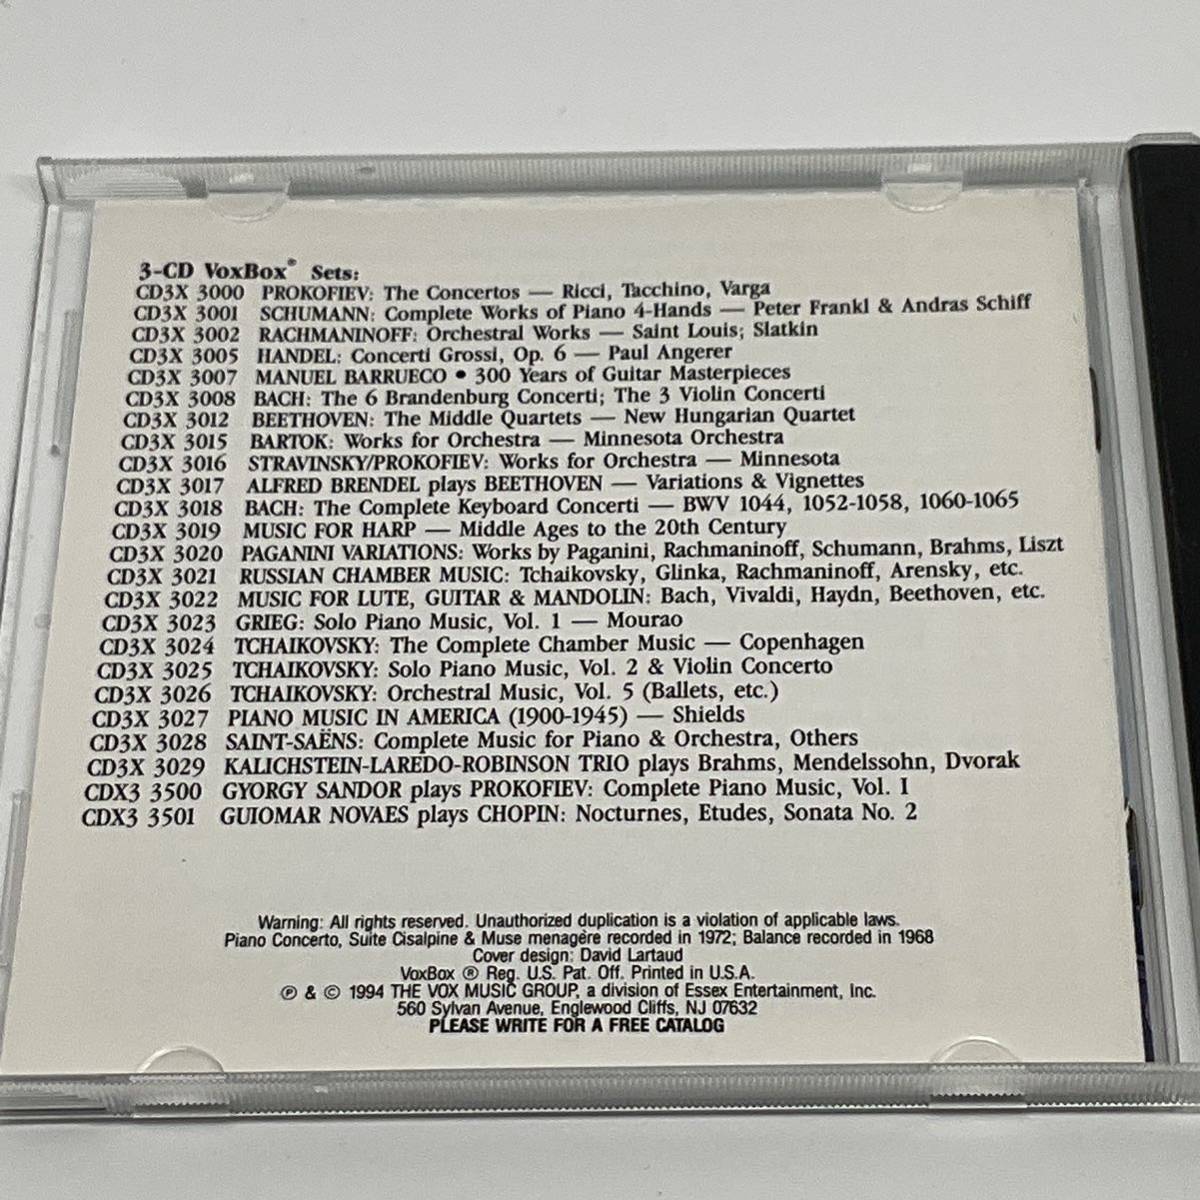 3-CD VoxBox® Sets:
CD3X 3000 PROKOFIEV: The Concertos — Ricci, Tacchino, Varga
CD3X 3001 SCHUMANN: Complete Works of Piano 4-Hands — Peter Frankl & Andras Schiff
CD3X 3002 RACHMANINOFF: Orchestral Works — Saint Louis; Slatkin
CD3X 3005 HANDEL: Concerti Grossi, Op. 6 — Paul Angerer
CD3X 3007 MANUEL BARRUECO • 300 Years of Guitar Masterpieces
CD3X 3008 BACH: The 6 Brandenburg Concerti; The 3 Violin Concerti
CD3X 3012 BEETHOVEN: The Middle Quartets — New Hungarian Quartet
CD3X 3015 BARTOK: Works for Orchestra — Minnesota Orchestra
CD3X 3016 STRAVINSKY/PROKOFIEV: Works for Orchestra — Minnesota
CD3X 3017 ALFRED BRENDEL plays BEETHOVEN — Variations & Vignettes
CD3X 3018 BACH: The Complete Keyboard Concerti — BWV 1044, 1052-1058, 1060-1065
CD3X 3019 MUSIC FOR HARP — Middle Ages to the 20th Century
CD3X 3020 PAGANINI VARIATIONS: Works by Paganini, Rachmaninoff, Schumann, Brahms, Liszt
CD3X 3021 RUSSIAN CHAMBER MUSIC: Tchaikovsky, Glinka, Rachmaninoff, Arensky, etc.
CD3X 3022 MUSIC FOR LUTE, GUITAR & MANDOLIN: Bach, Vivaldi, Haydn, Beethoven, etc.
CD3X 3023 GRIEG: Solo Piano Music, Vol. 1 — Mourao
CD3X 3024 TCHAIKOVSKY: The Complete Chamber Music — Copenhagen
CD3X 3025 TCHAIKOVSKY: Solo Piano Music, Vol. 2 & Violin Concerto
CD3X 3026 TCHAIKOVSKY: Orchestral Music, Vol. 5 (Ballets, etc.)
CD3X 3027 PIANO MUSIC IN AMERICA (1900-1945) — Shields
CD3X 3028 SAINT-SAËNS: Complete Music for Piano & Orchestra, Others
CD3X 3029 KALICHSTEIN-LAREDO-ROBINSON TRIO plays Brahms, Mendelssohn, Dvorak
CDX3 3500 GYORGY SANDOR plays PROKOFIEV: Complete Piano Music, Vol. I
CDX3 3501 GUIOMAR NOVAES plays CHOPIN: Nocturnes, Etudes, Sonata No. 2
Warning: All rights reserved. Unauthorized duplication is a violation of applicable laws.
Piano Concerto, Suite Cisalpine & Muse menagère recorded in 1972; Balance recorded in 1968
Cover design: David Lartaud
VoxBox ® Reg. U.S. Pat. Off. Printed in U.S.A.
℗ & © 1994 THE VOX MUSIC GROUP, a division of Essex Entertainment, Inc.
560 Sylvan Avenue, Englewood Cliffs, NJ 07632
PLEASE WRITE FOR A FREE CATALOG